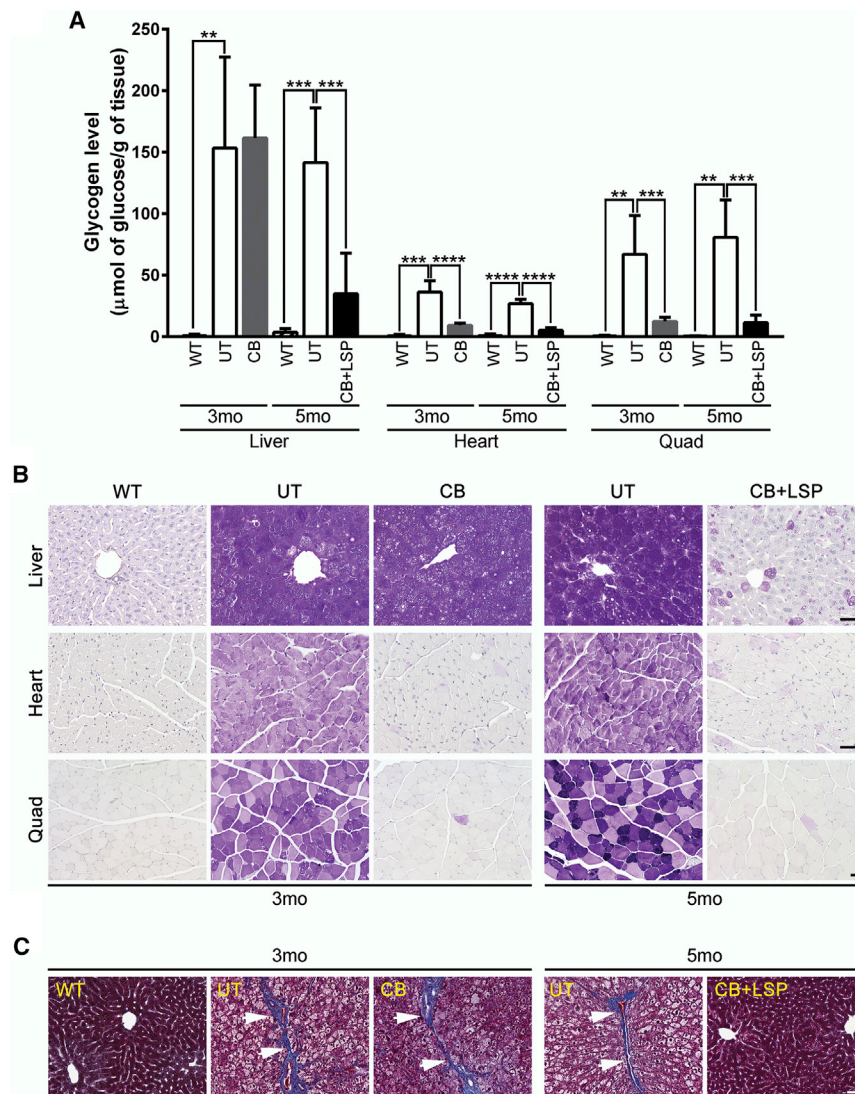 A
Glycogen level
(μmol of glucose/g of tissue)
250
200
150
100
50
0
** *** *** *** **** **** **** ** *** ** ***
WT UT CB WT UT CB+LSP WT UT CB WT UT CB+LSP WT UT CB WT UT CB+LSP
3mo 5mo 3mo 5mo 3mo 5mo
Liver Heart Quad
B
WT UT CB UT CB+LSP
Liver
Heart
Quad
3mo 5mo
C
3mo 5mo
WT UT CB UT CB+LSP